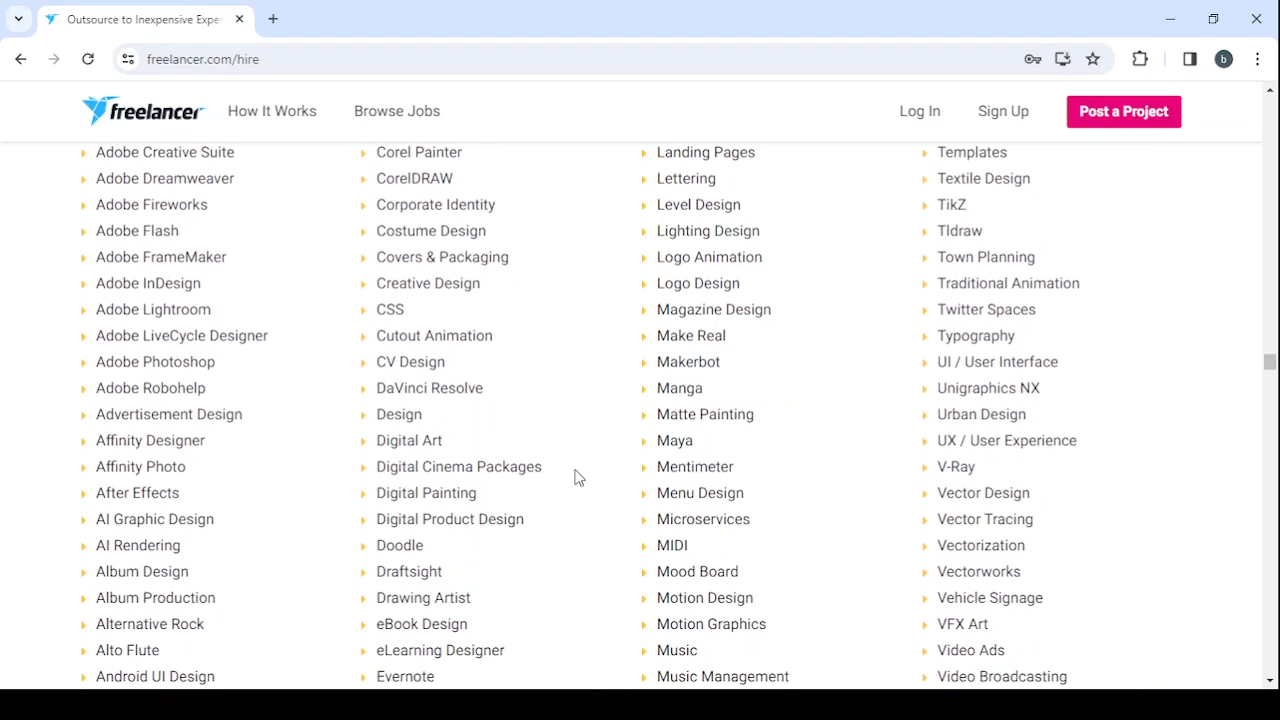 Outsource to Inexpensive Expe
freelancer.com/hire
b
freelancer
How It Works
Browse Jobs
Log In
Sign Up
Post a Project
Adobe Creative Suite
Adobe Dreamweaver
Adobe Fireworks
Adobe Flash
Adobe FrameMaker
Adobe InDesign
Adobe Lightroom
Adobe LiveCycle Designer
Adobe Photoshop
Adobe Robohelp
Advertisement Design
Affinity Designer
Affinity Photo
After Effects
AI Graphic Design
AI Rendering
Album Design
Album Production
Alternative Rock
Alto Flute
Android UI Design
Corel Painter
CorelDRAW
Corporate Identity
Costume Design
Covers & Packaging
Creative Design
CSS
Cutout Animation
CV Design
DaVinci Resolve
Design
Digital Art
Digital Cinema Packages
Digital Painting
Digital Product Design
Doodle
Draftsight
Drawing Artist
eBook Design
eLearning Designer
Evernote
Landing Pages
Lettering
Level Design
Lighting Design
Logo Animation
Logo Design
Magazine Design
Make Real
Makerbot
Manga
Matte Painting
Maya
Mentimeter
Menu Design
Microservices
MIDI
Mood Board
Motion Design
Motion Graphics
Music
Music Management
Templates
Textile Design
TikZ
Tldraw
Town Planning
Traditional Animation
Twitter Spaces
Typography
UI / User Interface
Unigraphics NX
Urban Design
UX / User Experience
V-Ray
Vector Design
Vector Tracing
Vectorization
Vectorworks
Vehicle Signage
VFX Art
Video Ads
Video Broadcasting